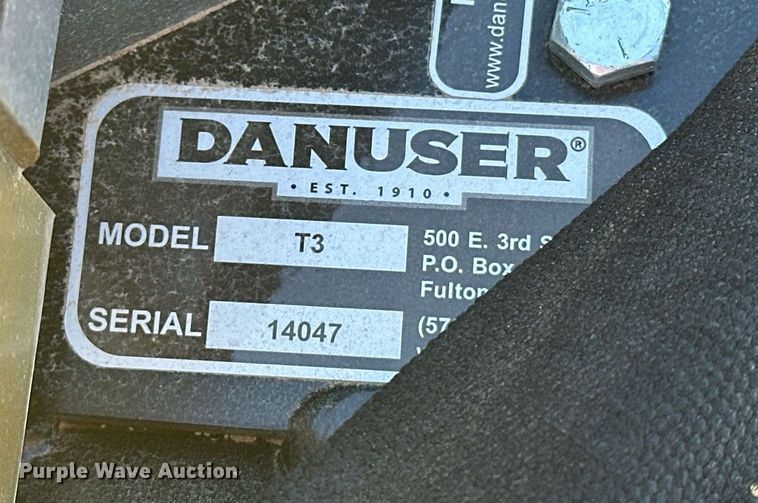 www.dan
DANUSER®
• EST. 1910 •
MODEL T3
500 E. 3rd S
P.O. Box
Fulton
SERIAL 14047
(57
Purple Wave Auction